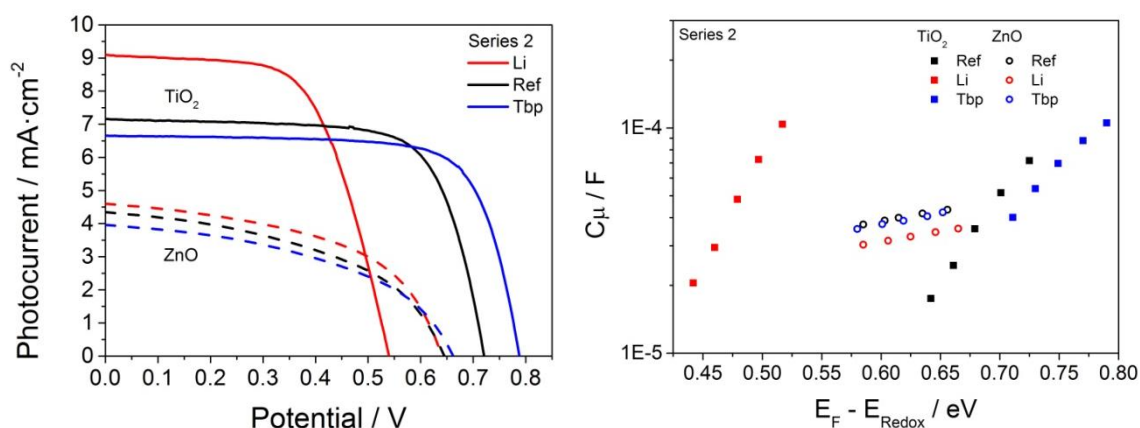 10
9
8
7
6
5
4
3
2
1
0
Photocurrent / mA·cm⁻²
Series 2
Li
Ref
Tbp
TiO₂
ZnO
0.0 0.1 0.2 0.3 0.4 0.5 0.6 0.7 0.8
Potential / V
Series 2
TiO₂ ZnO
Ref Ref
Li Li
Tbp Tbp
1E-4
1E-5
Cμ / F
0.45 0.50 0.55 0.60 0.65 0.70 0.75 0.80
E_F - E_Redox / eV